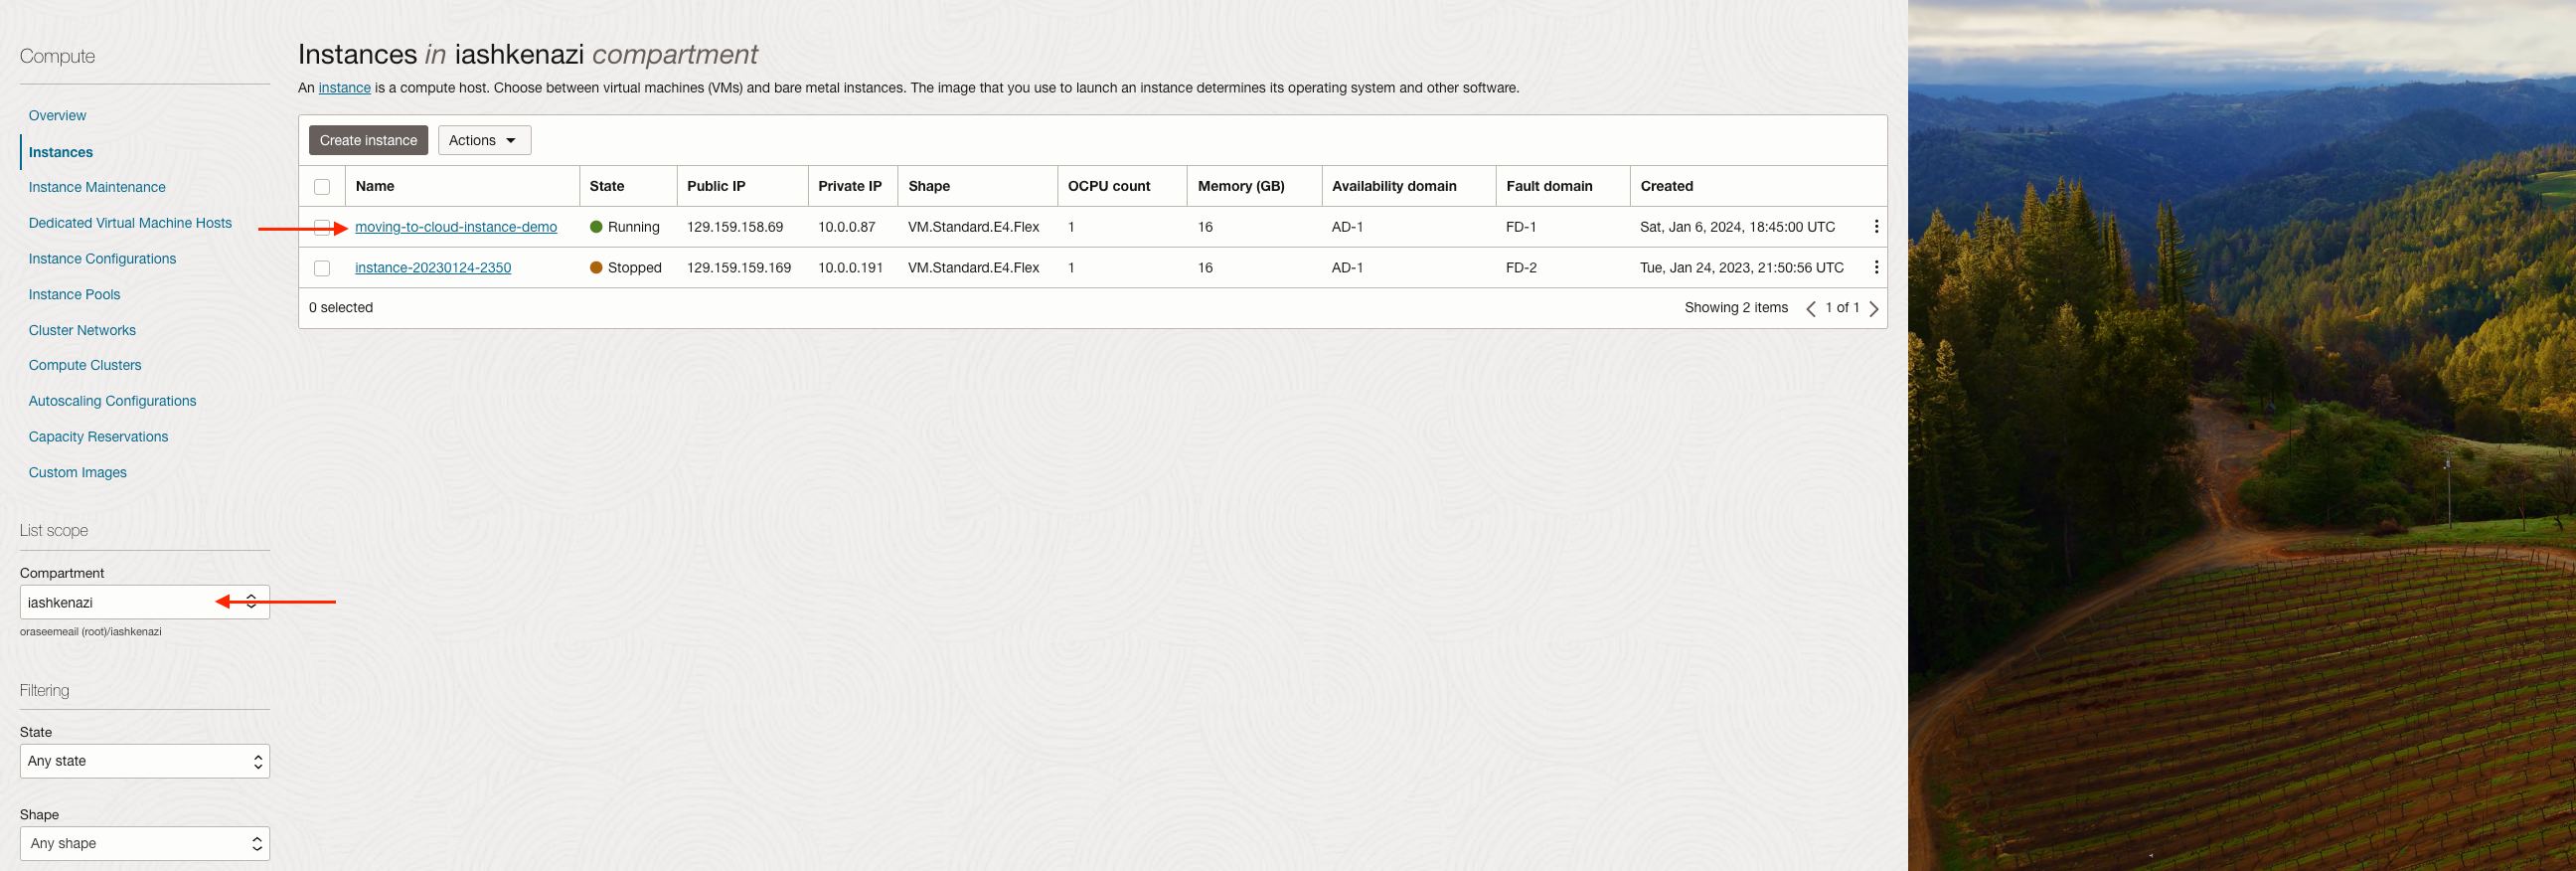 Compute
Overview
Instances
Instance Maintenance
Dedicated Virtual Machine Hosts
Instance Configurations
Instance Pools
Cluster Networks
Compute Clusters
Autoscaling Configurations
Capacity Reservations
Custom Images
List scope
Compartment
iashkenazi
oraseemeail (root)/iashkenazi
Filtering
State
Any state
Shape
Any shape
Instances in iashkenazi compartment
An instance is a compute host. Choose between virtual machines (VMs) and bare metal instances. The image that you use to launch an instance determines its operating system and other software.
Create instance Actions
Name State Public IP Private IP Shape OCPU count Memory (GB) Availability domain Fault domain Created
moving-to-cloud-instance-demo Running 129.159.158.69 10.0.0.87 VM.Standard.E4.Flex 1 16 AD-1 FD-1 Sat, Jan 6, 2024, 18:45:00 UTC
instance-20230124-2350 Stopped 129.159.159.169 10.0.0.191 VM.Standard.E4.Flex 1 16 AD-1 FD-2 Tue, Jan 24, 2023, 21:50:56 UTC
0 selected Showing 2 items 1 of 1